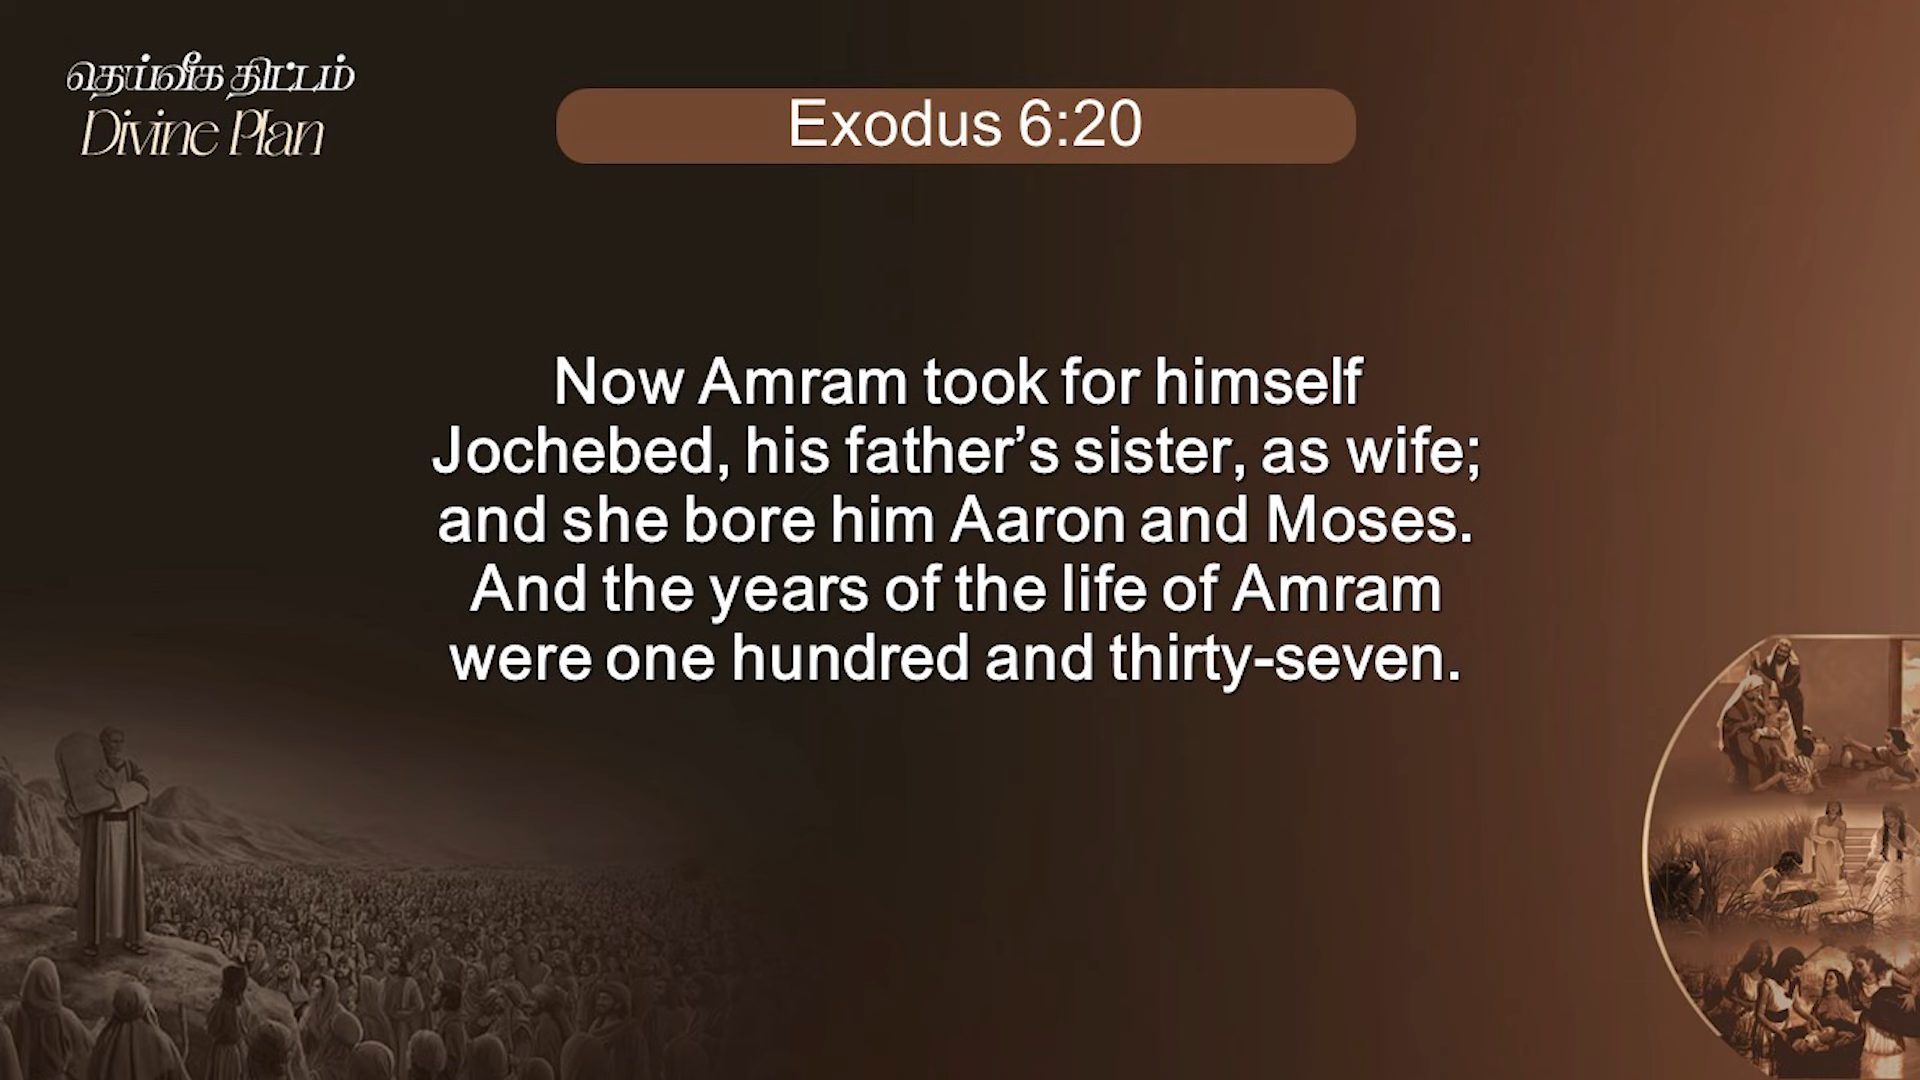 தெய்வீக திட்டம்
Divine Plan
Exodus 6:20
Now Amram took for himself
Jochebed, his father’s sister, as wife;
and she bore him Aaron and Moses.
And the years of the life of Amram
were one hundred and thirty-seven.